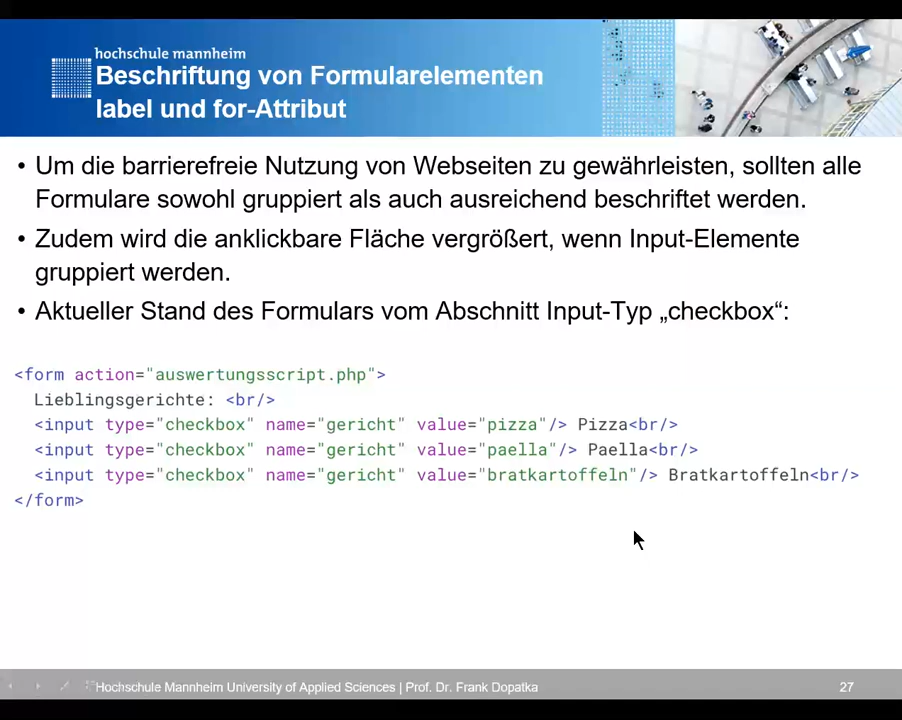 hochschule mannheim
Beschriftung von Formularelementen
label und for-Attribut
• Um die barrierefreie Nutzung von Webseiten zu gewährleisten, sollten alle
Formulare sowohl gruppiert als auch ausreichend beschriftet werden.
• Zudem wird die anklickbare Fläche vergrößert, wenn Input-Elemente
gruppiert werden.
• Aktueller Stand des Formulars vom Abschnitt Input-Typ „checkbox“:
<form action="auswertungsscript.php">
  Lieblingsgerichte: <br/>
  <input type="checkbox" name="gericht" value="pizza"/> Pizza<br/>
  <input type="checkbox" name="gericht" value="paella"/> Paella<br/>
  <input type="checkbox" name="gericht" value="bratkartoffeln"/> Bratkartoffeln<br/>
</form>
Hochschule Mannheim University of Applied Sciences | Prof. Dr. Frank Dopatka
27